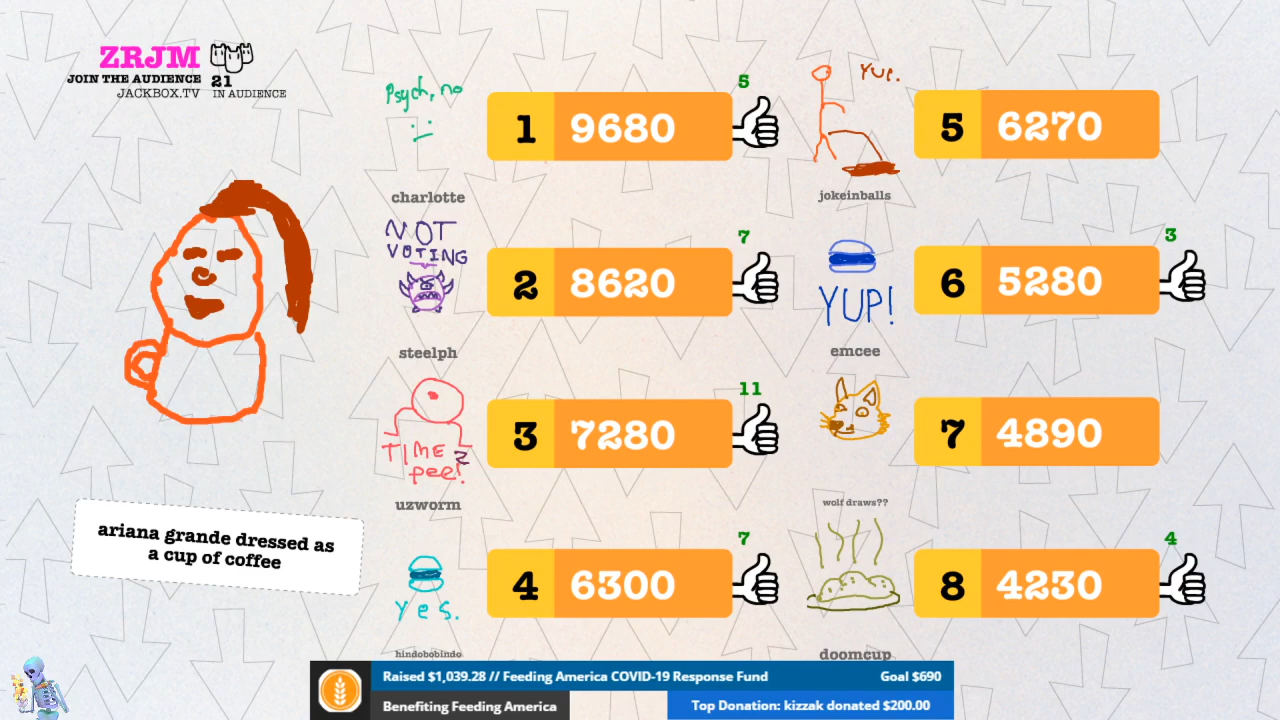 ZRJM
JOIN THE AUDIENCE
JACKBOX.TV
21
IN AUDIENCE
ariana grande dressed as
a cup of coffee
Psych, no
charlotte
1 9680
5
NOT
VOTING
steelph
2 8620
7
TIME 2
pee!
uzworm
3 7280
11
Yes.
hindobobindo
4 6300
7
YUP.
jokeinballs
5 6270
YUP!
emcee
6 5280
3
wolf draws??
7 4890
doomcup
8 4230
4
Raised $1,039.28 // Feeding America COVID-19 Response Fund
Goal $690
Benefiting Feeding America
Top Donation: kizzak donated $200.00